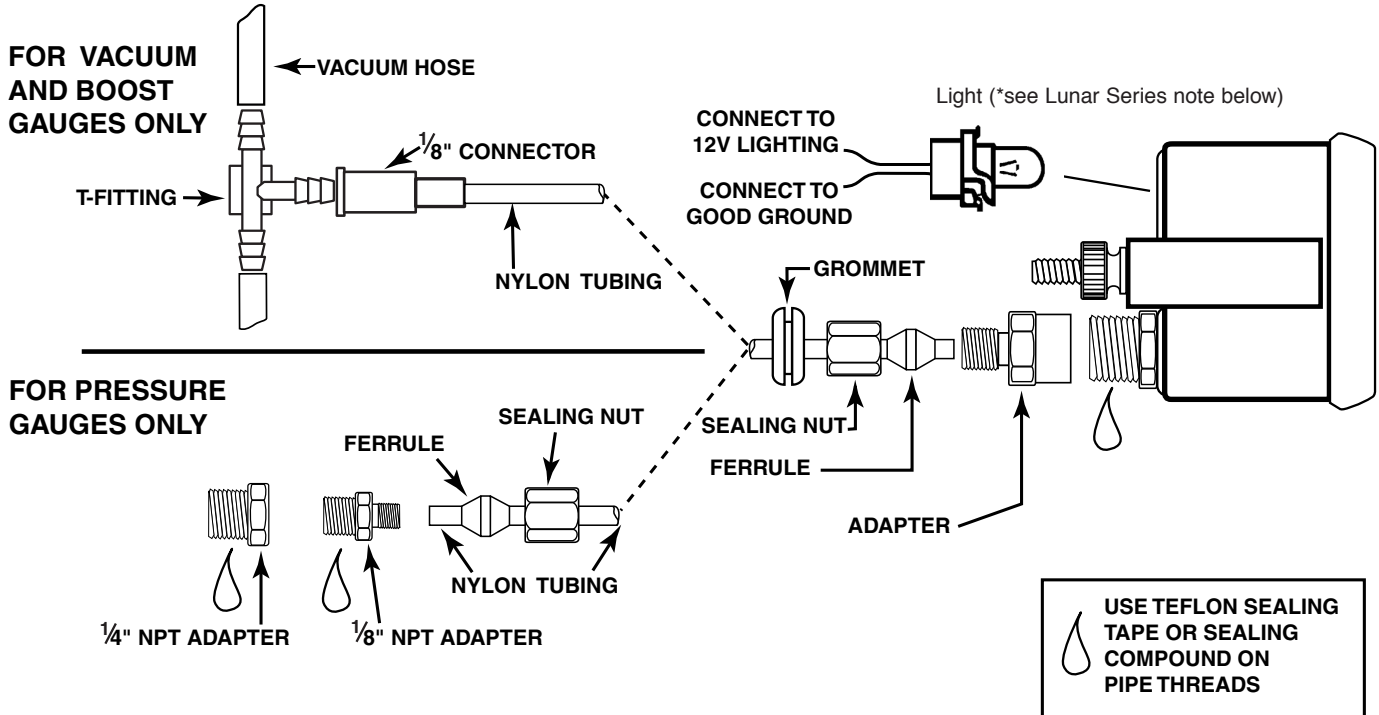 FOR VACUUM
AND BOOST
GAUGES ONLY
VACUUM HOSE
1/8" CONNECTOR
T-FITTING
NYLON TUBING
Light (*see Lunar Series note below)
CONNECT TO
12V LIGHTING
CONNECT TO
GOOD GROUND
GROMMET
SEALING NUT
FERRULE
ADAPTER
FOR PRESSURE
GAUGES ONLY
SEALING NUT
FERRULE
NYLON TUBING
1/4" NPT ADAPTER
1/8" NPT ADAPTER
USE TEFLON SEALING
TAPE OR SEALING
COMPOUND ON
PIPE THREADS